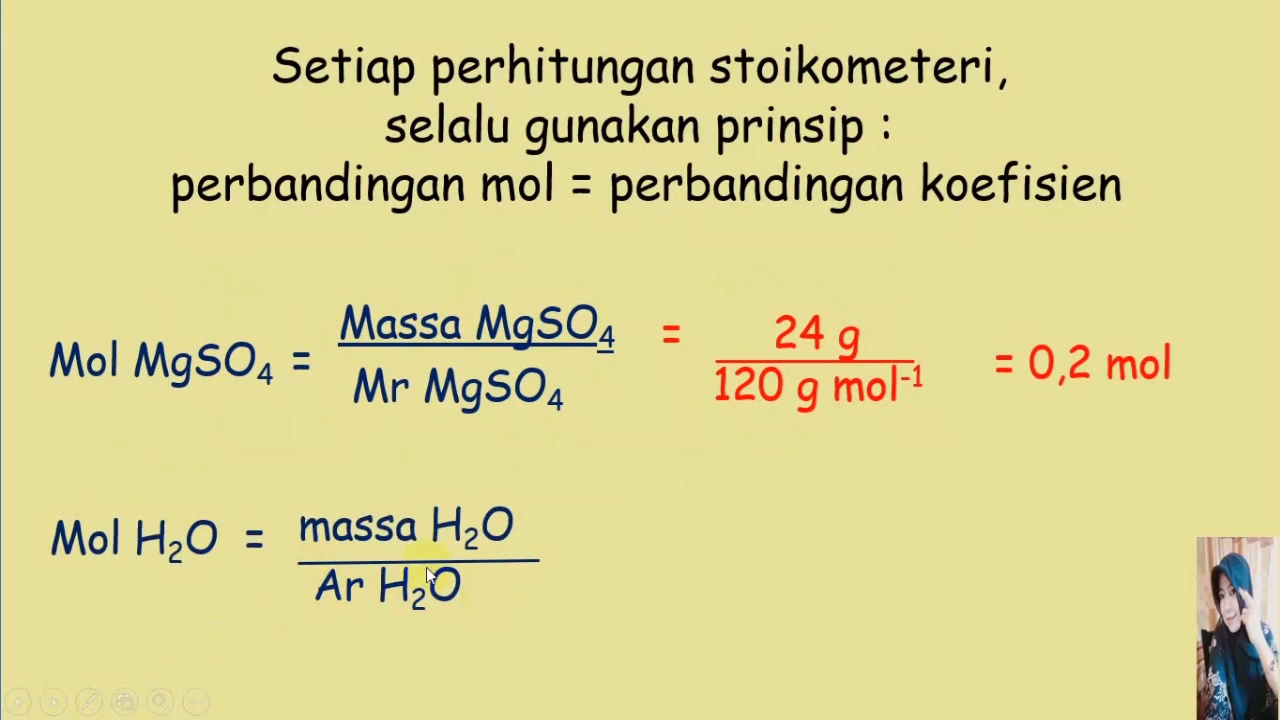 Setiap perhitungan stoikometeri,
selalu gunakan prinsip :
perbandingan mol = perbandingan koefisien
Mol MgSO₄ = Massa MgSO₄ / Mr MgSO₄ = 24 g / 120 g mol⁻¹ = 0,2 mol
Mol H₂O = massa H₂O / Ar H₂O